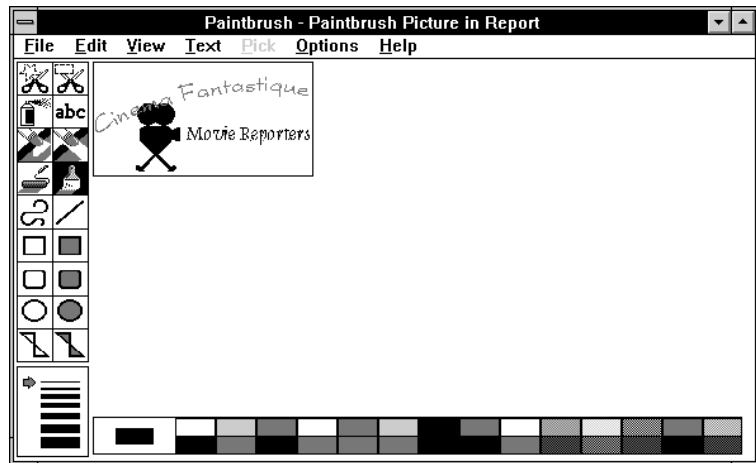 Paintbrush - Paintbrush Picture in Report
File Edit View Text Pick Options Help
Cinema Fantastique
abc
Movie Reporters